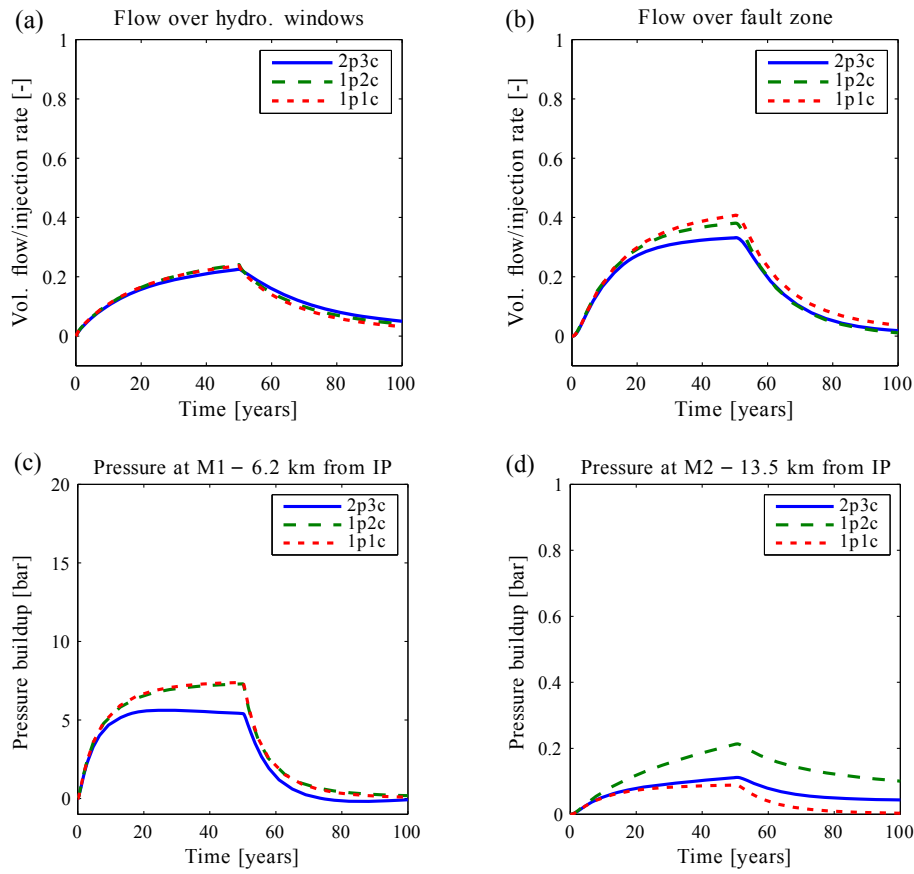 (a)
Flow over hydro. windows
Vol. flow/injection rate [-]
1
0.8
0.6
0.4
0.2
0
2p3c
1p2c
1p1c
0
20
40
60
80
100
Time [years]
(b)
Flow over fault zone
Vol. flow/injection rate [-]
1
0.8
0.6
0.4
0.2
0
2p3c
1p2c
1p1c
0
20
40
60
80
100
Time [years]
(c)
Pressure at M1 − 6.2 km from IP
Pressure buildup [bar]
20
15
10
5
0
2p3c
1p2c
1p1c
0
20
40
60
80
100
Time [years]
(d)
Pressure at M2 − 13.5 km from IP
Pressure buildup [bar]
1
0.8
0.6
0.4
0.2
0
2p3c
1p2c
1p1c
0
20
40
60
80
100
Time [years]